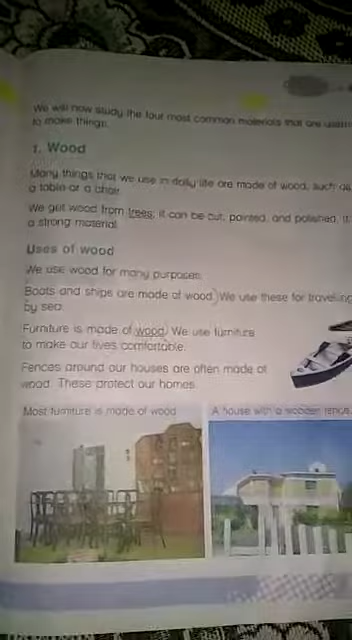 We will now study the four most common materials that are used
to make things.
1. Wood
Many things that we use in daily life are made of wood, such as
a table or a chair.
We get wood from trees; it can be cut, painted, and polished. It
a strong material.
Uses of wood
We use wood for many purposes.
Boats and ships are made of wood. We use these for travelling
by sea.
Furniture is made of wood. We use furniture
to make our lives comfortable.
Fences around our houses are often made of
wood. These protect our homes.
Most furniture is made of wood.
A house with a wooden fence.